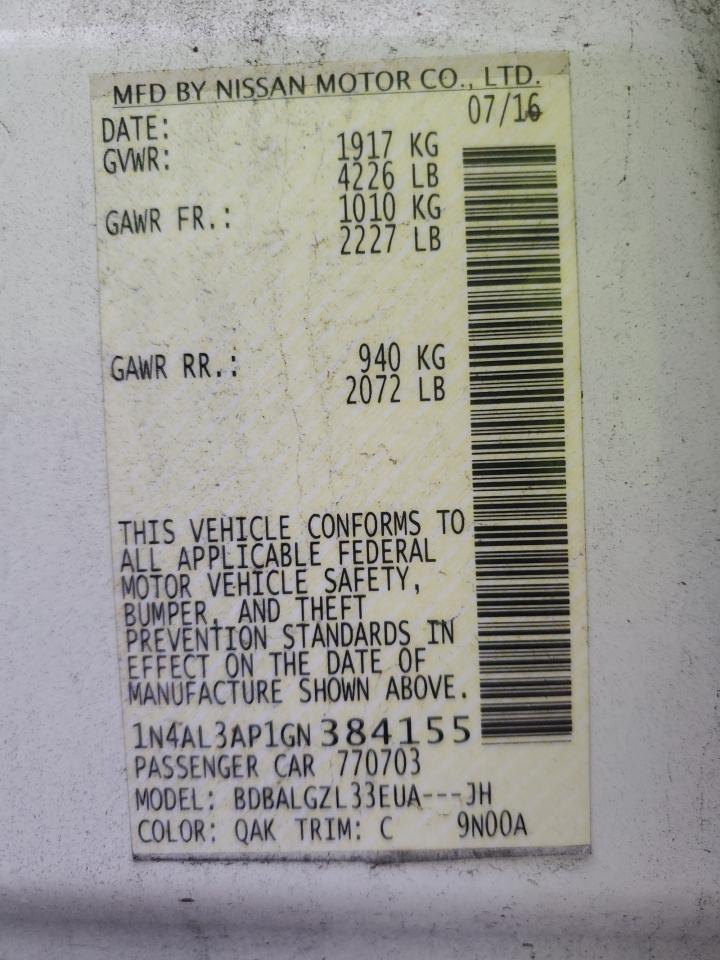 MFD BY NISSAN MOTOR CO., LTD.
DATE: 07/16
GVWR: 1917 KG
4226 LB
GAWR FR.: 1010 KG
2227 LB
GAWR RR.: 940 KG
2072 LB
THIS VEHICLE CONFORMS TO
ALL APPLICABLE FEDERAL
MOTOR VEHICLE SAFETY,
BUMPER, AND THEFT
PREVENTION STANDARDS IN
EFFECT ON THE DATE OF
MANUFACTURE SHOWN ABOVE.
1N4AL3AP1GN384155
PASSENGER CAR 770703
MODEL: BDBALGZL33EUA---JH
COLOR: QAK TRIM: C 9N00A